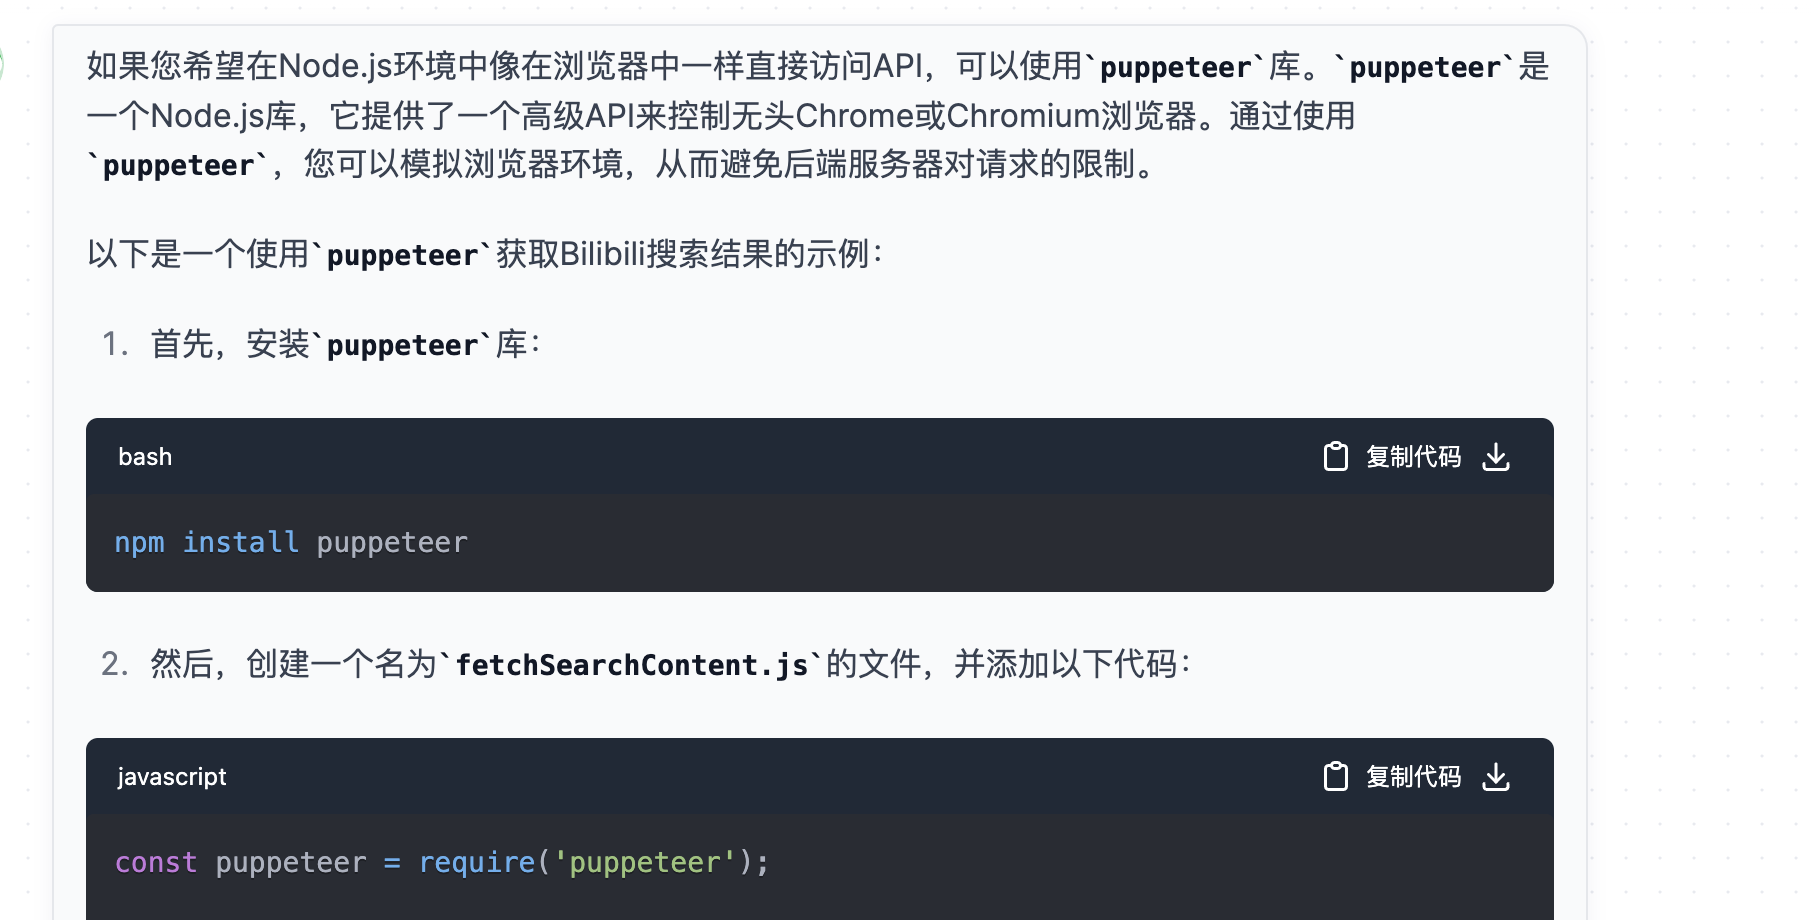 如果您希望在Node.js环境中像在浏览器中一样直接访问API，可以使用`puppeteer`库。`puppeteer`是
一个Node.js库，它提供了一个高级API来控制无头Chrome或Chromium浏览器。通过使用
`puppeteer`，您可以模拟浏览器环境，从而避免后端服务器对请求的限制。
以下是一个使用`puppeteer`获取Bilibili搜索结果的示例：
1. 首先，安装`puppeteer`库：
bash 复制代码
npm install puppeteer
2. 然后，创建一个名为`fetchSearchContent.js`的文件，并添加以下代码：
javascript 复制代码
const puppeteer = require('puppeteer');